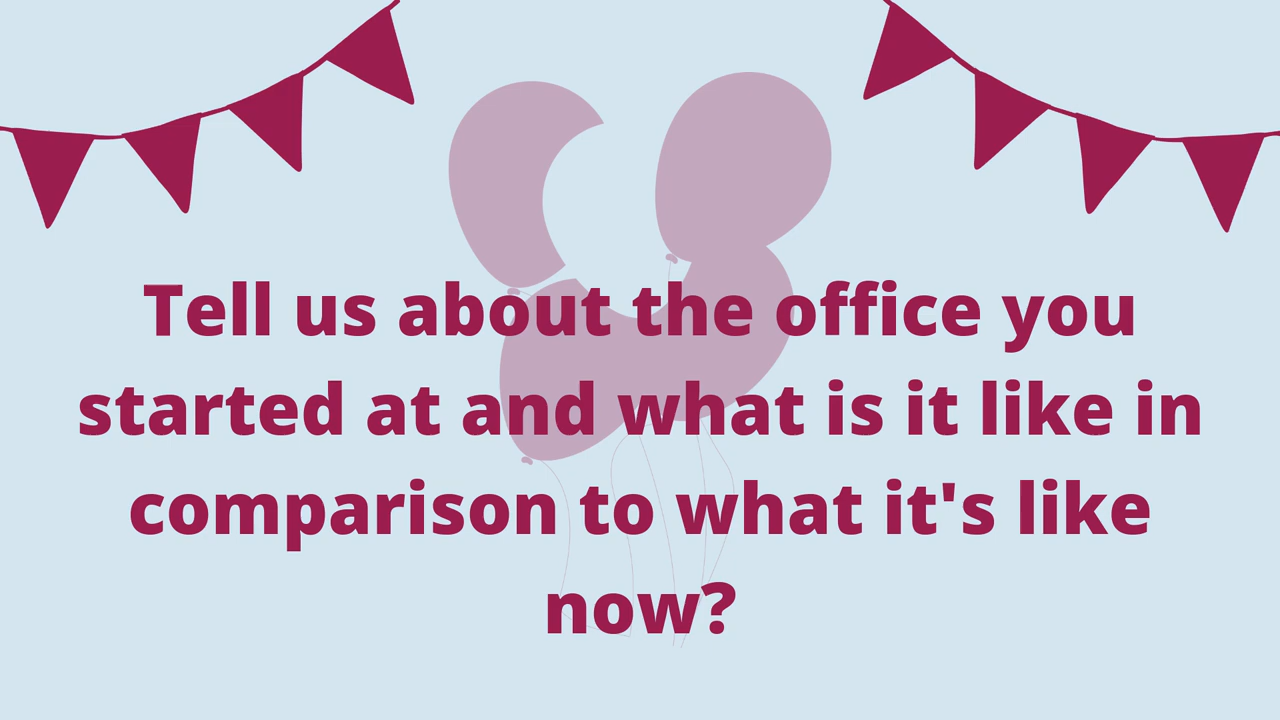 Tell us about the office you
started at and what is it like in
comparison to what it's like
now?